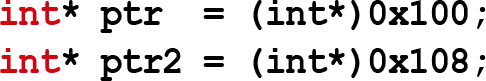 int* ptr  = (int*)0x100;
int* ptr2 = (int*)0x108;